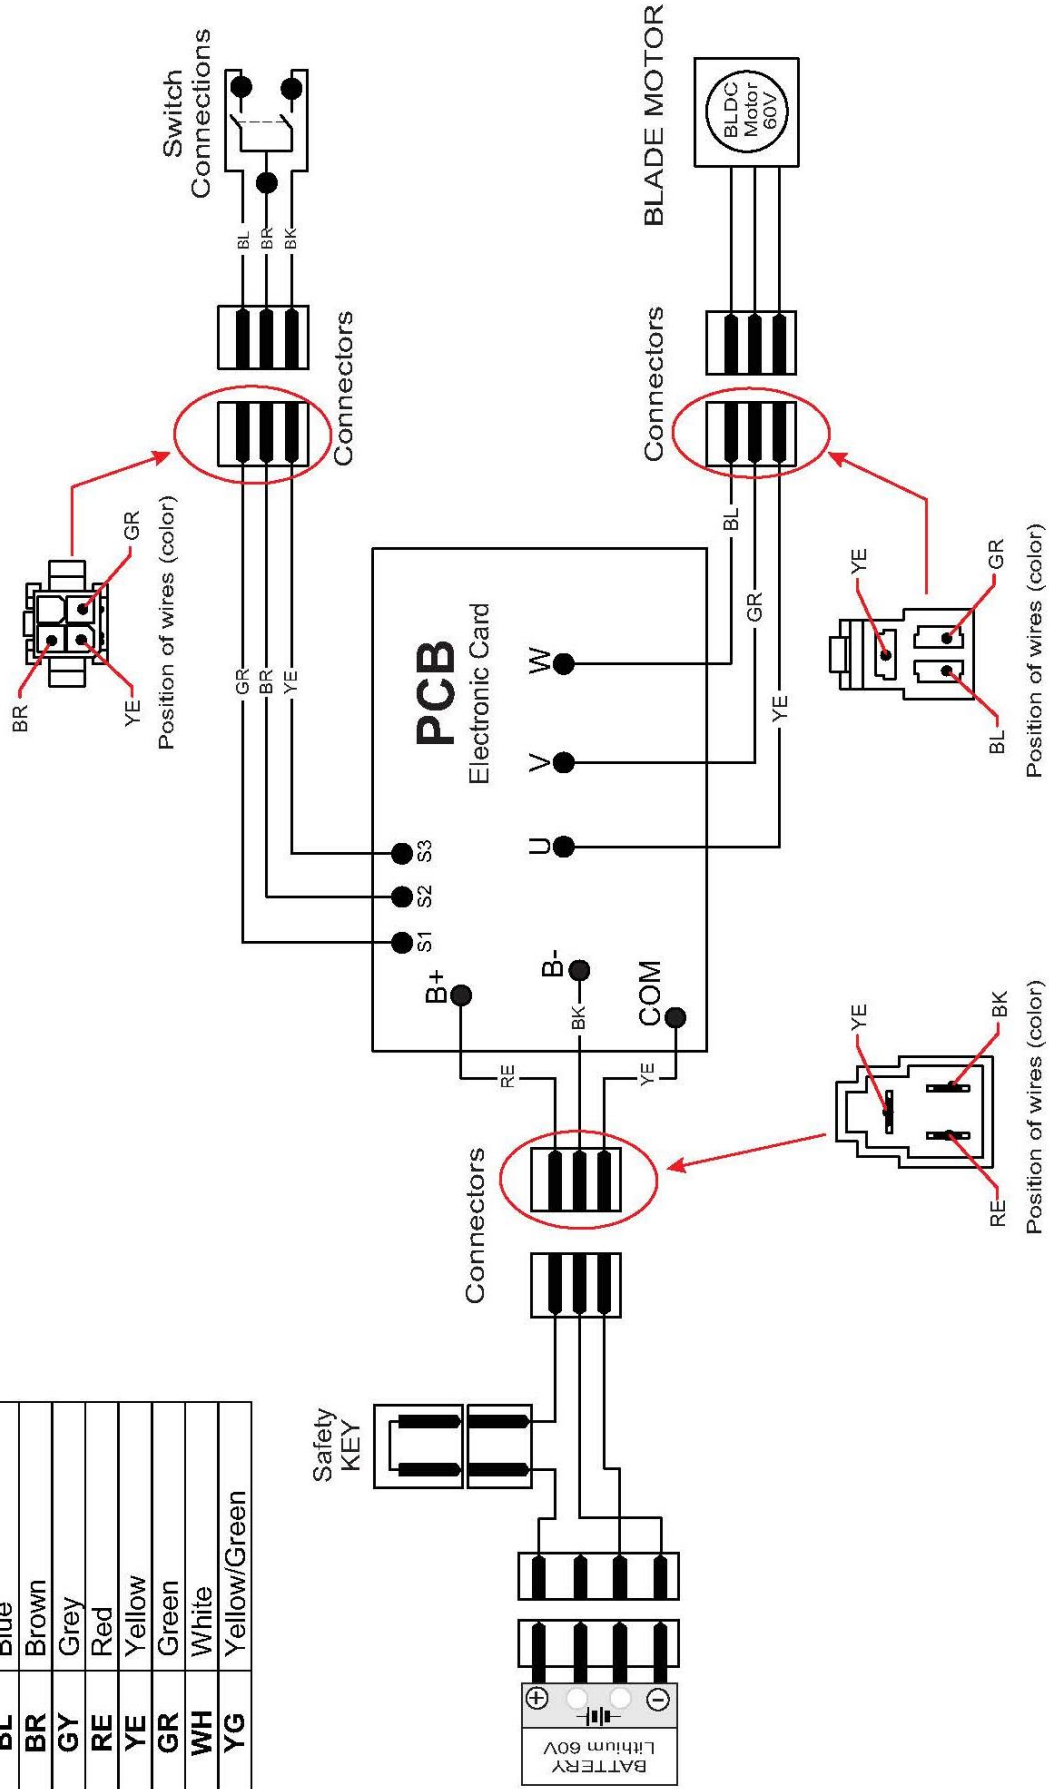 BL Blue
BR Brown
GY Grey
RE Red
YE Yellow
GR Green
WH White
YG Yellow/Green
BR
YE
GR
Position of wires (color)
Switch
Connections
BL
BR
BK
Connectors
GR
BR
YE
Safety
KEY
PCB
Electronic Card
S1
S2
S3
B+
B-
COM
U
V
W
RE
BK
YE
Connectors
BATTERY
Lithium 60V
+
-
BL
GR
YE
Connectors
BLADE MOTOR
BLDC
Motor
60V
YE
RE
BK
Position of wires (color)
YE
BL
GR
Position of wires (color)